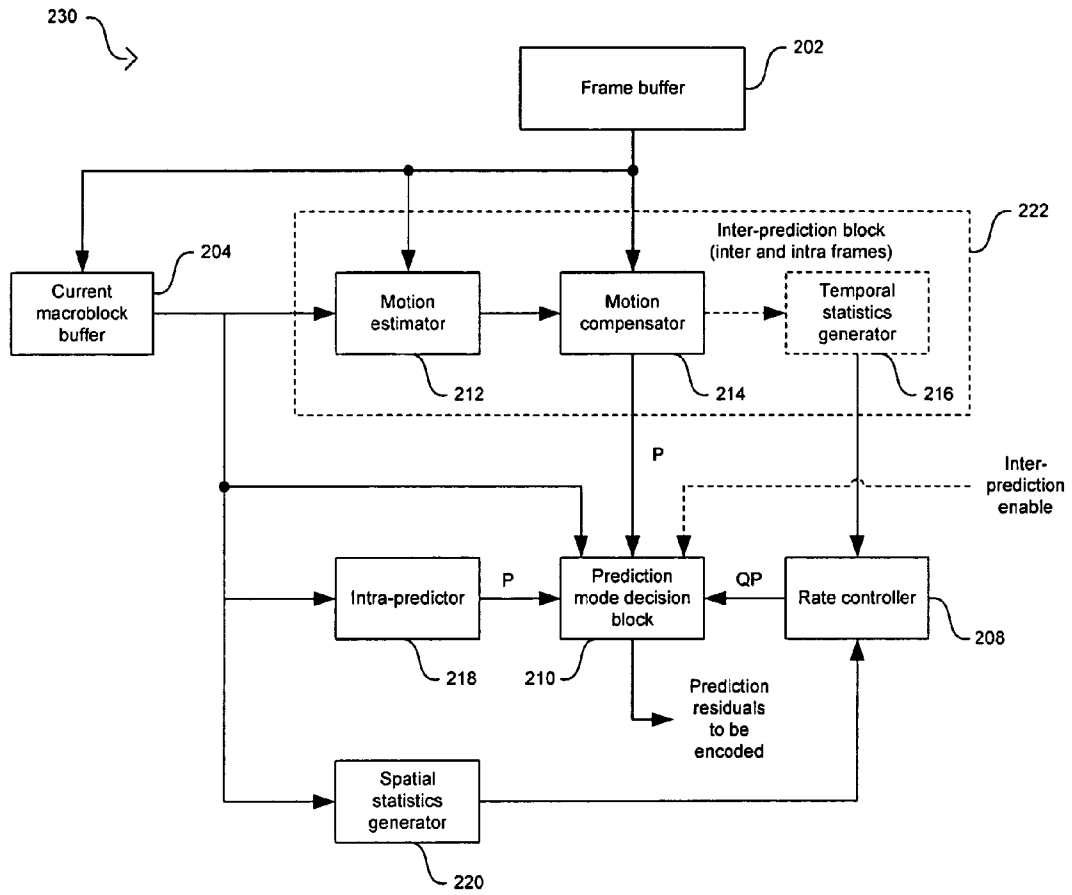 230
202
Frame buffer
222
Inter-prediction block
(inter and intra frames)
204
Current
macroblock
buffer
Motion
estimator
Motion
compensator
Temporal
statistics
generator
212
214
216
P
Inter-
prediction
enable
Intra-predictor
P
Prediction
mode decision
block
QP
Rate controller
218
210
208
Prediction
residuals
to be
encoded
Spatial
statistics
generator
220